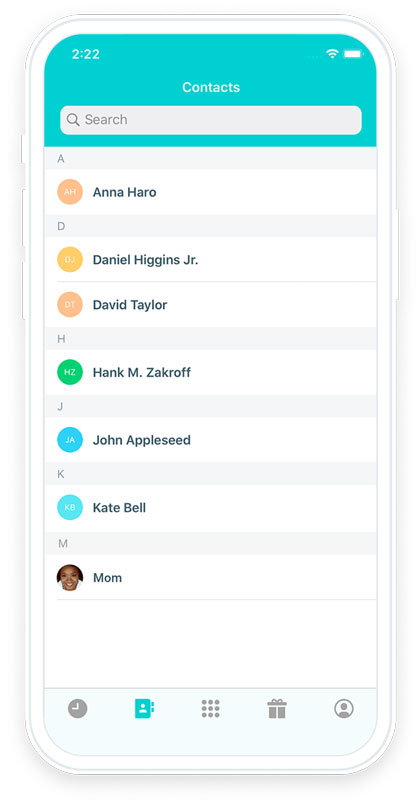 2:22
Contacts
Search
A
AH Anna Haro
D
DJ Daniel Higgins Jr.
DT David Taylor
H
HZ Hank M. Zakroff
J
JA John Appleseed
K
KB Kate Bell
M
Mom